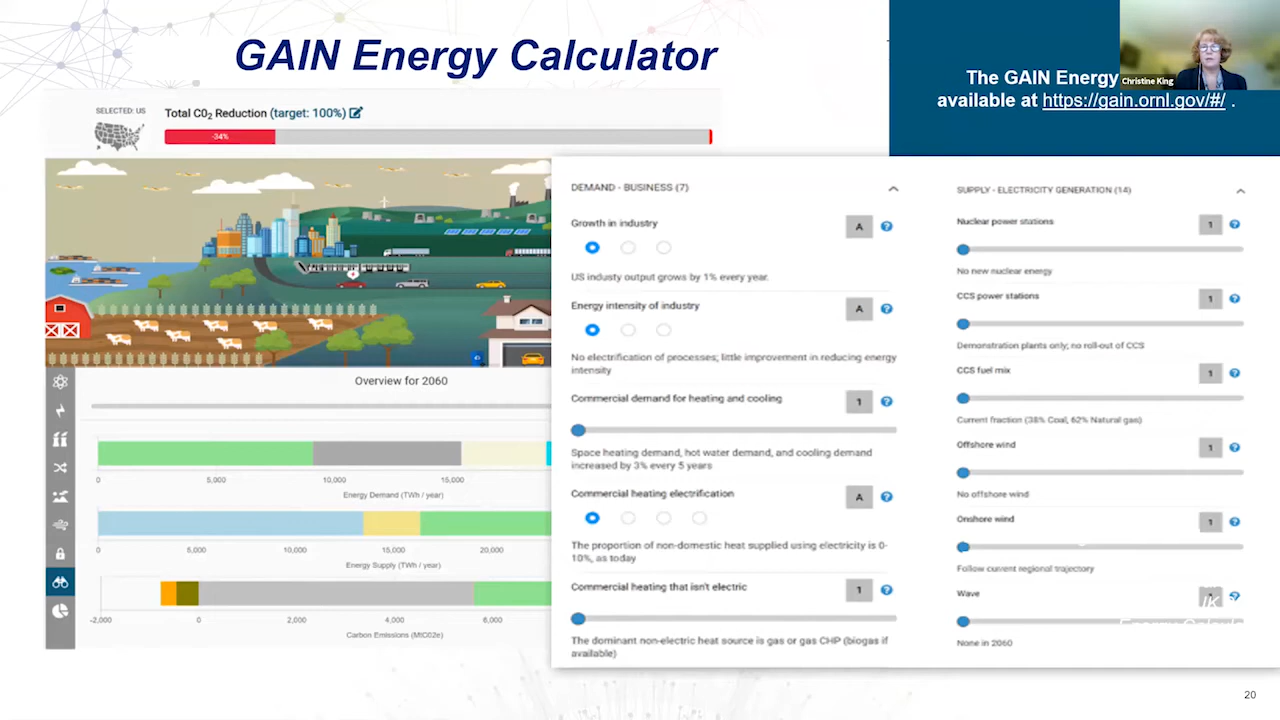 GAIN Energy Calculator
The GAIN Energy
available at https://gain.ornl.gov/#/ .
Christine King
SELECTED: US
Total CO2 Reduction (target: 100%)
-34%
Overview for 2060
0
5,000
10,000
15,000
Energy Demand (TWh / year)
0
5,000
10,000
15,000
20,000
Energy Supply (TWh / year)
-2,000
0
2,000
4,000
6,000
Carbon Emissions (MtC02e)
DEMAND - BUSINESS (7)
Growth in industry
A
?
US industy output grows by 1% every year.
Energy intensity of industry
A
?
No electrification of processes; little improvement in reducing energy
intensity
Commercial demand for heating and cooling
1
?
Space heating demand, hot water demand, and cooling demand
increased by 3% every 5 years
Commercial heating electrification
A
?
The proportion of non-domestic heat supplied using electricity is 0-
10%, as today
Commercial heating that isn't electric
1
?
The dominant non-electric heat source is gas or gas CHP (biogas if
available)
SUPPLY - ELECTRICITY GENERATION (14)
Nuclear power stations
1
?
No new nuclear energy
CCS power stations
1
?
Demonstration plants only; no roll-out of CCS
CCS fuel mix
1
?
Current fraction (38% Coal, 62% Natural gas)
Offshore wind
1
?
No offshore wind
Onshore wind
1
?
Follow current regional trajectory
Wave
?
None in 2060
20